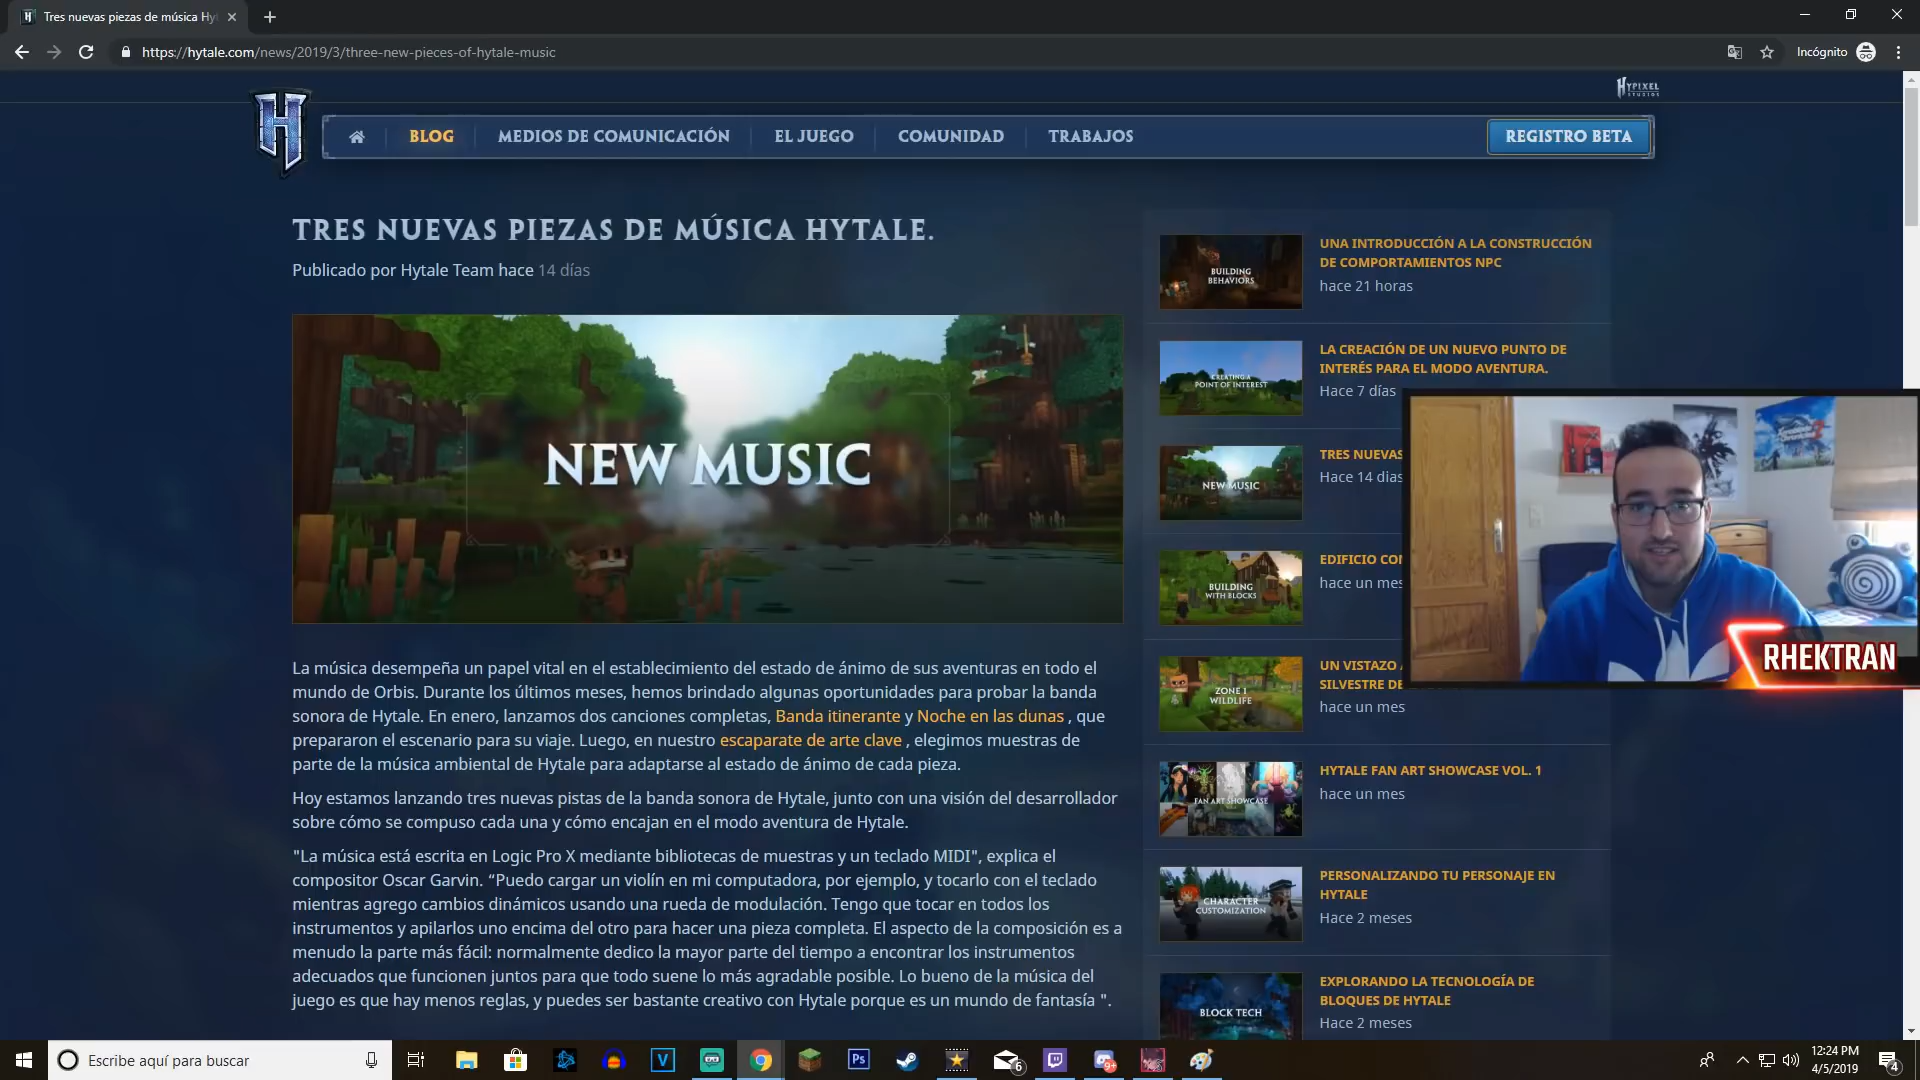 Tres nuevas piezas de música Hy
https://hytale.com/news/2019/3/three-new-pieces-of-hytale-music
Incógnito
HYPIXEL
STUDIOS
BLOG
MEDIOS DE COMUNICACIÓN
EL JUEGO
COMUNIDAD
TRABAJOS
REGISTRO BETA
TRES NUEVAS PIEZAS DE MÚSICA HYTALE.
Publicado por Hytale Team hace 14 días
NEW MUSIC
La música desempeña un papel vital en el establecimiento del estado de ánimo de sus aventuras en todo el
mundo de Orbis. Durante los últimos meses, hemos brindado algunas oportunidades para probar la banda
sonora de Hytale. En enero, lanzamos dos canciones completas, Banda itinerante y Noche en las dunas , que
prepararon el escenario para su viaje. Luego, en nuestro escaparate de arte clave , elegimos muestras de
parte de la música ambiental de Hytale para adaptarse al estado de ánimo de cada pieza.
Hoy estamos lanzando tres nuevas pistas de la banda sonora de Hytale, junto con una visión del desarrollador
sobre cómo se compuso cada una y cómo encajan en el modo aventura de Hytale.
"La música está escrita en Logic Pro X mediante bibliotecas de muestras y un teclado MIDI", explica el
compositor Oscar Garvin. “Puedo cargar un violín en mi computadora, por ejemplo, y tocarlo con el teclado
mientras agrego cambios dinámicos usando una rueda de modulación. Tengo que tocar en todos los
instrumentos y apilarlos uno encima del otro para hacer una pieza completa. El aspecto de la composición es a
menudo la parte más fácil: normalmente dedico la mayor parte del tiempo a encontrar los instrumentos
adecuados que funcionen juntos para que todo suene lo más agradable posible. Lo bueno de la música del
juego es que hay menos reglas, y puedes ser bastante creativo con Hytale porque es un mundo de fantasía ".
BUILDING
BEHAVIORS
UNA INTRODUCCIÓN A LA CONSTRUCCIÓN
DE COMPORTAMIENTOS NPC
hace 21 horas
CREATING A
POINT OF INTEREST
LA CREACIÓN DE UN NUEVO PUNTO DE
INTERÉS PARA EL MODO AVENTURA.
Hace 7 días
NEW MUSIC
TRES NUEVAS
Hace 14 días
BUILDING
WITH BLOCKS
EDIFICIO CON
hace un mes
ZONE 1
WILDLIFE
UN VISTAZO A
SILVESTRE DE
hace un mes
RHEKTRAN
FAN ART SHOWCASE
HYTALE FAN ART SHOWCASE VOL. 1
hace un mes
CHARACTER
CUSTOMIZATION
PERSONALIZANDO TU PERSONAJE EN
HYTALE
Hace 2 meses
BLOCK TECH
EXPLORANDO LA TECNOLOGÍA DE
BLOQUES DE HYTALE
Hace 2 meses
Escribe aquí para buscar
V
Ps
6
9+
12:24 PM
4/5/2019
4